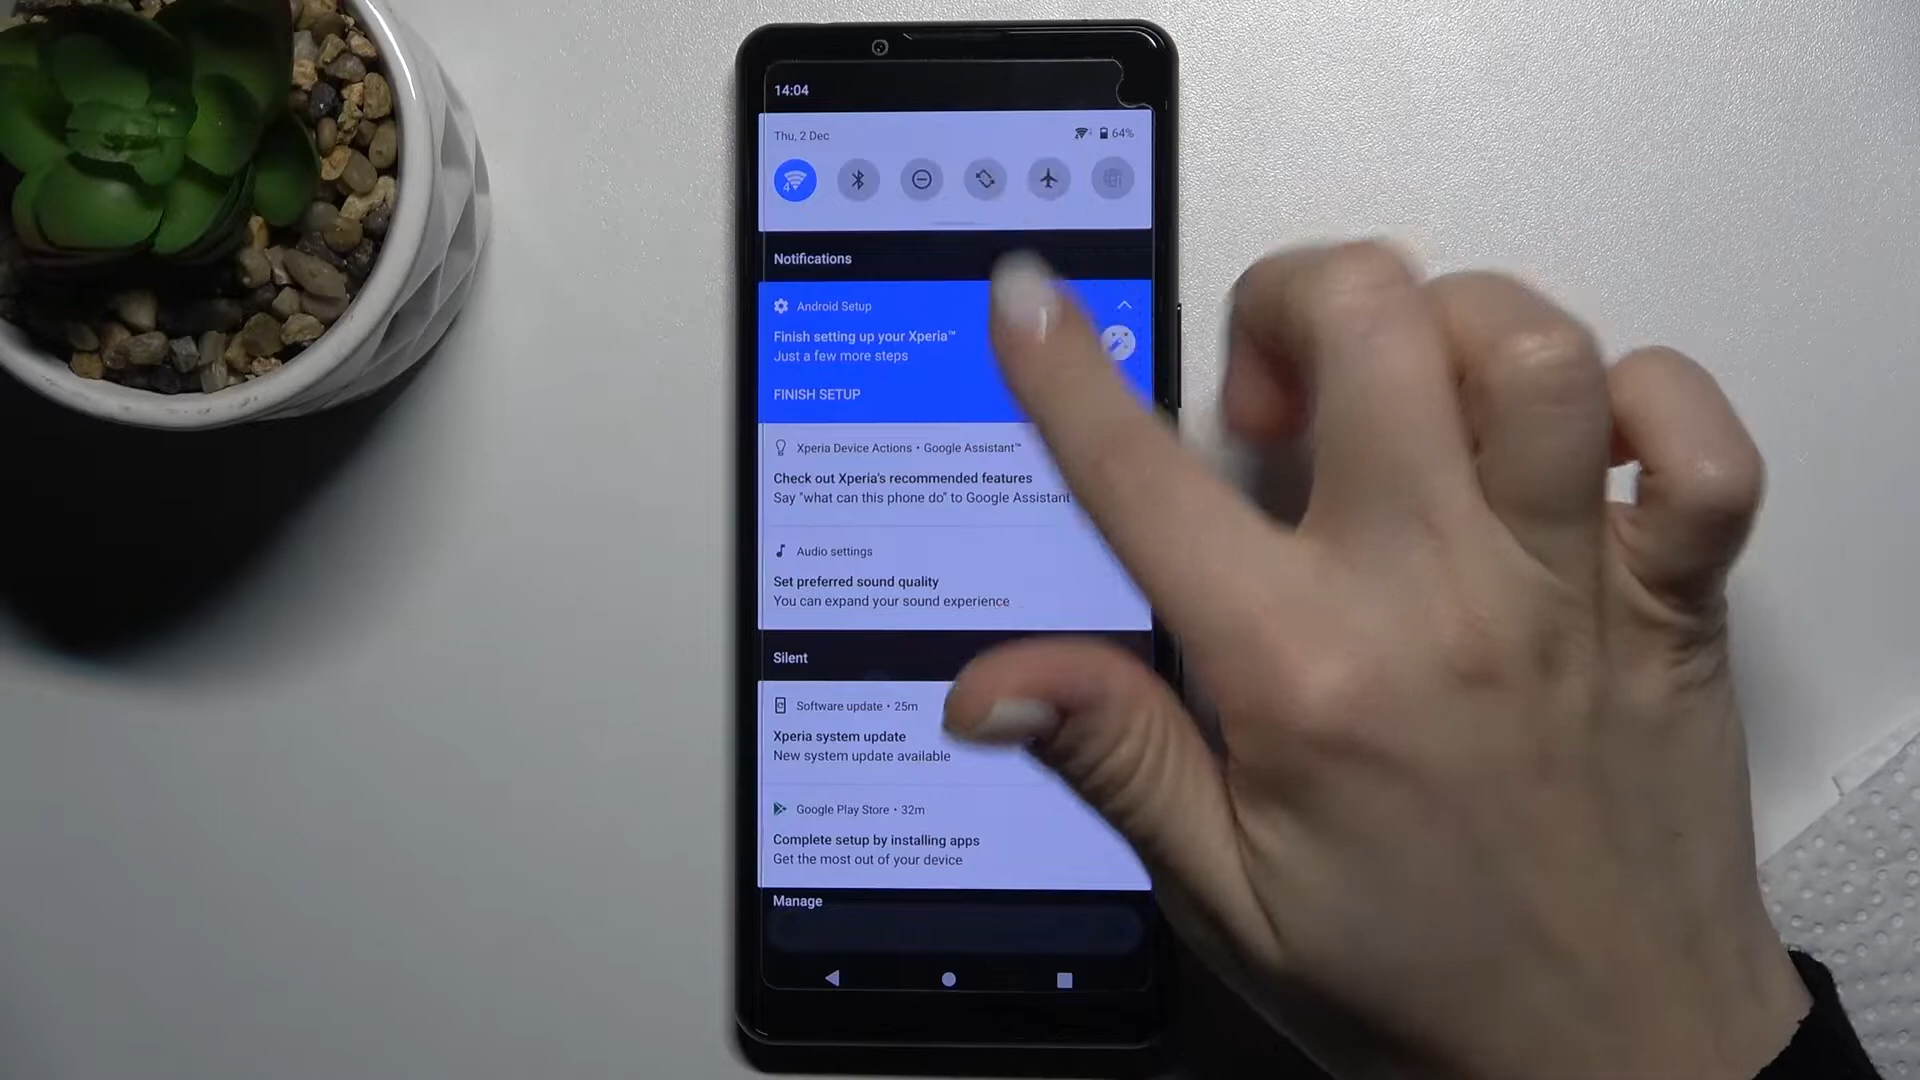 14:04
Thu, 2 Dec
64%
4
Notifications
Android Setup
Finish setting up your Xperia™
Just a few more steps
FINISH SETUP
Xperia Device Actions • Google Assistant™
Check out Xperia's recommended features
Say "what can this phone do" to Google Assistant
Audio settings
Set preferred sound quality
You can expand your sound experience
Silent
Software update • 25m
Xperia system update
New system update available
Google Play Store • 32m
Complete setup by installing apps
Get the most out of your device
Manage